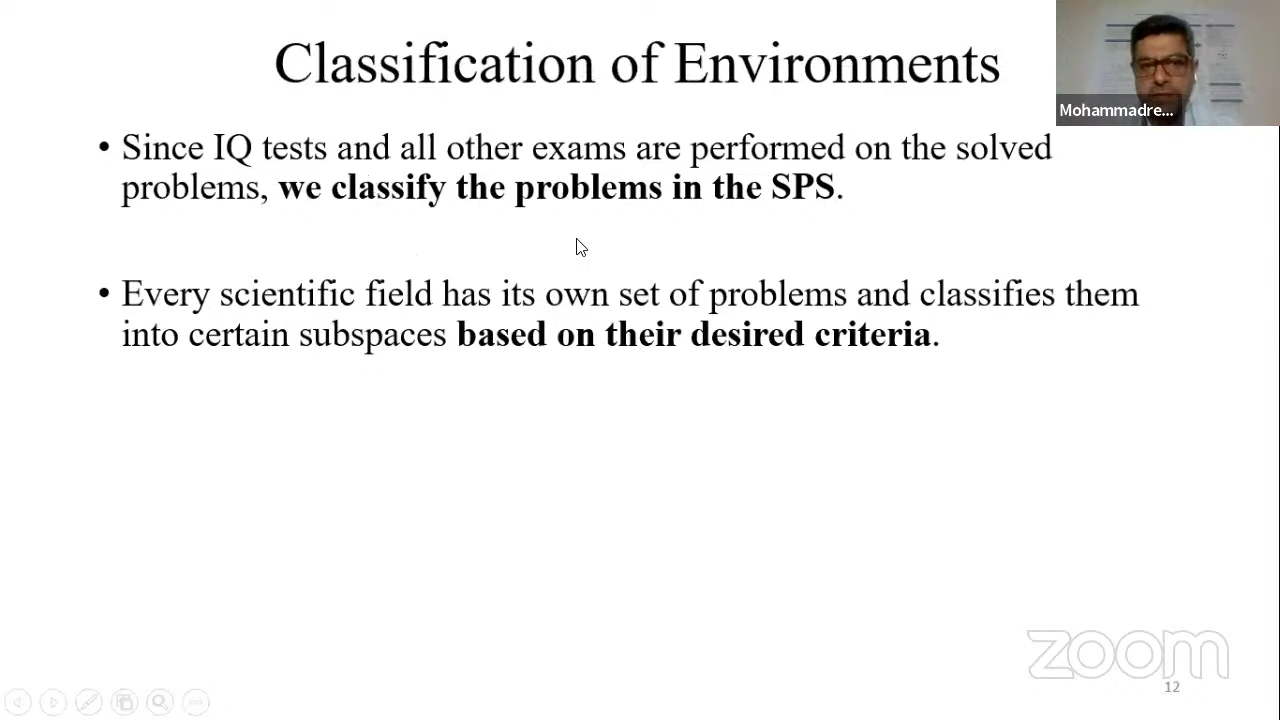 Classification of Environments
Mohammadre...
• Since IQ tests and all other exams are performed on the solved
problems, we classify the problems in the SPS.
• Every scientific field has its own set of problems and classifies them
into certain subspaces based on their desired criteria.
zoom
12